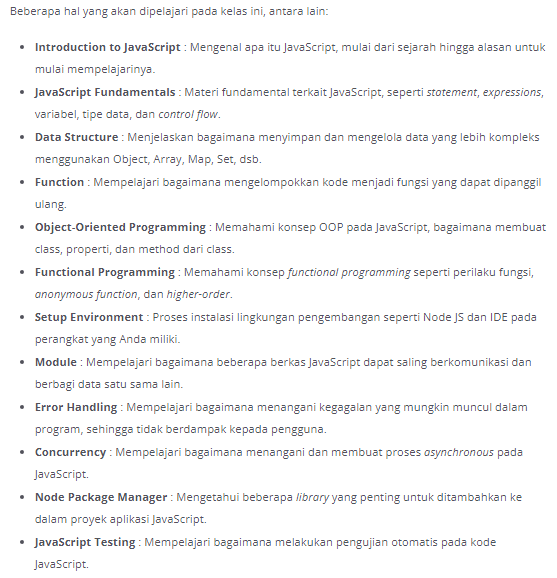 Beberapa hal yang akan dipelajari pada kelas ini, antara lain:
• Introduction to JavaScript : Mengenal apa itu JavaScript, mulai dari sejarah hingga alasan untuk
mulai mempelajarinya.
• JavaScript Fundamentals : Materi fundamental terkait JavaScript, seperti statement, expressions,
variabel, tipe data, dan control flow.
• Data Structure : Menjelaskan bagaimana menyimpan dan mengelola data yang lebih kompleks
menggunakan Object, Array, Map, Set, dsb.
• Function : Mempelajari bagaimana mengelompokkan kode menjadi fungsi yang dapat dipanggil
ulang.
• Object-Oriented Programming : Memahami konsep OOP pada JavaScript, bagaimana membuat
class, properti, dan method dari class.
• Functional Programming : Memahami konsep functional programming seperti perilaku fungsi,
anonymous function, dan higher-order.
• Setup Environment : Proses instalasi lingkungan pengembangan seperti Node JS dan IDE pada
perangkat yang Anda miliki.
• Module : Mempelajari bagaimana beberapa berkas JavaScript dapat saling berkomunikasi dan
berbagi data satu sama lain.
• Error Handling : Mempelajari bagaimana menangani kegagalan yang mungkin muncul dalam
program, sehingga tidak berdampak kepada pengguna.
• Concurrency : Mempelajari bagaimana menangani dan membuat proses asynchronous pada
JavaScript.
• Node Package Manager : Mengetahui beberapa library yang penting untuk ditambahkan ke
dalam proyek aplikasi JavaScript.
• JavaScript Testing : Mempelajari bagaimana melakukan pengujian otomatis pada kode
JavaScript.